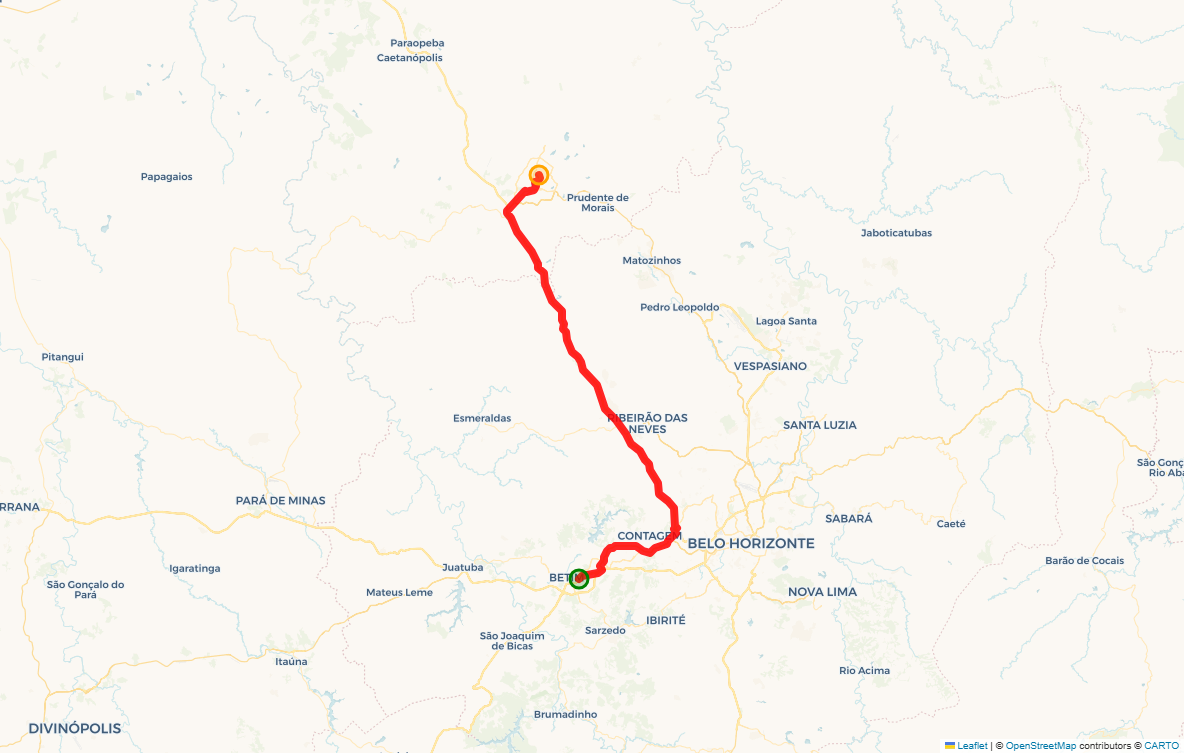 Paraopeba
Caetanópolis
Papagaios
Prudente de
Morais
Jaboticatubas
Matozinhos
Pedro Leopoldo
Lagoa Santa
Pitangui
VESPASIANO
Esmeraldas
RIBEIRÃO DAS
NEVES
SANTA LUZIA
São Gonç
Rio Aba
PARÁ DE MINAS
RRANA
SABARÁ
Caeté
CONTAGEM
BELO HORIZONTE
Barão de Cocais
Igaratinga
Juatuba
BETIM
São Gonçalo do
Pará
Mateus Leme
NOVA LIMA
IBIRITÉ
Sarzedo
São Joaquim
de Bicas
Itaúna
Rio Acima
Brumadinho
DIVINÓPOLIS
Leaflet | © OpenStreetMap contributors © CARTO